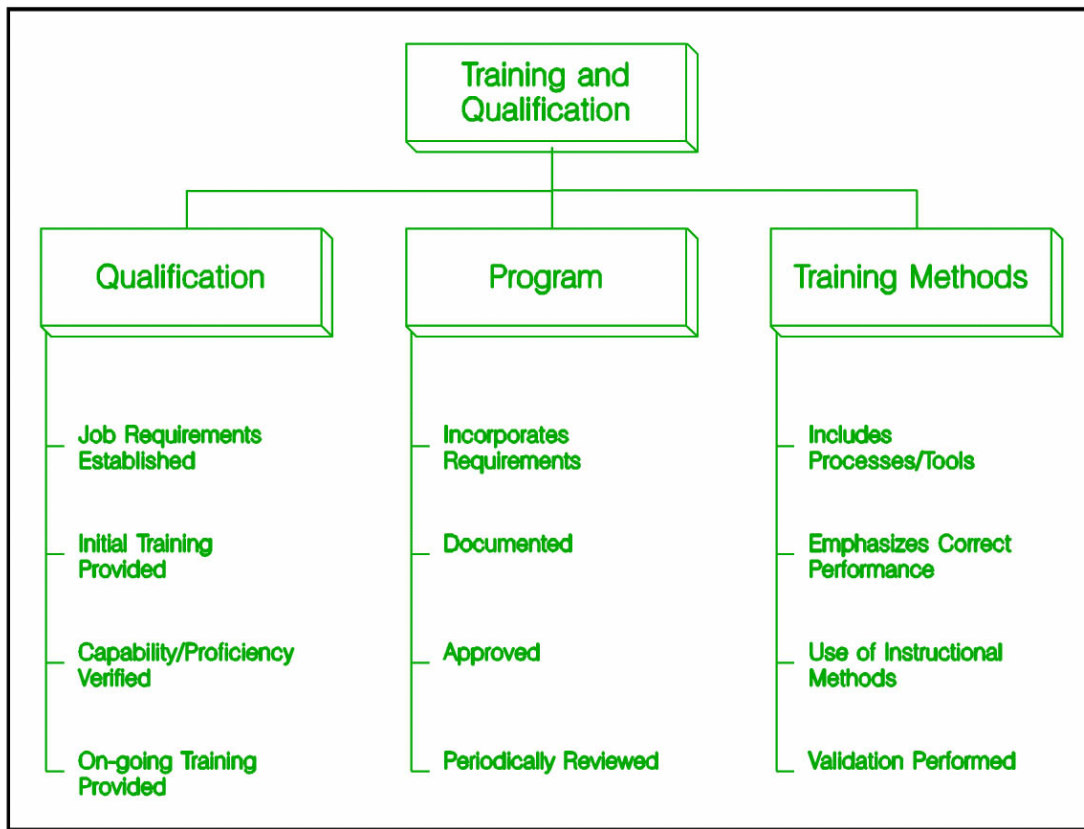 Training and
Qualification
Qualification
Program
Training Methods
Job Requirements
Established
Initial Training
Provided
Capability/Proficiency
Verified
On-going Training
Provided
Incorporates
Requirements
Documented
Approved
Periodically Reviewed
Includes
Processes/Tools
Emphasizes Correct
Performance
Use of Instructional
Methods
Validation Performed